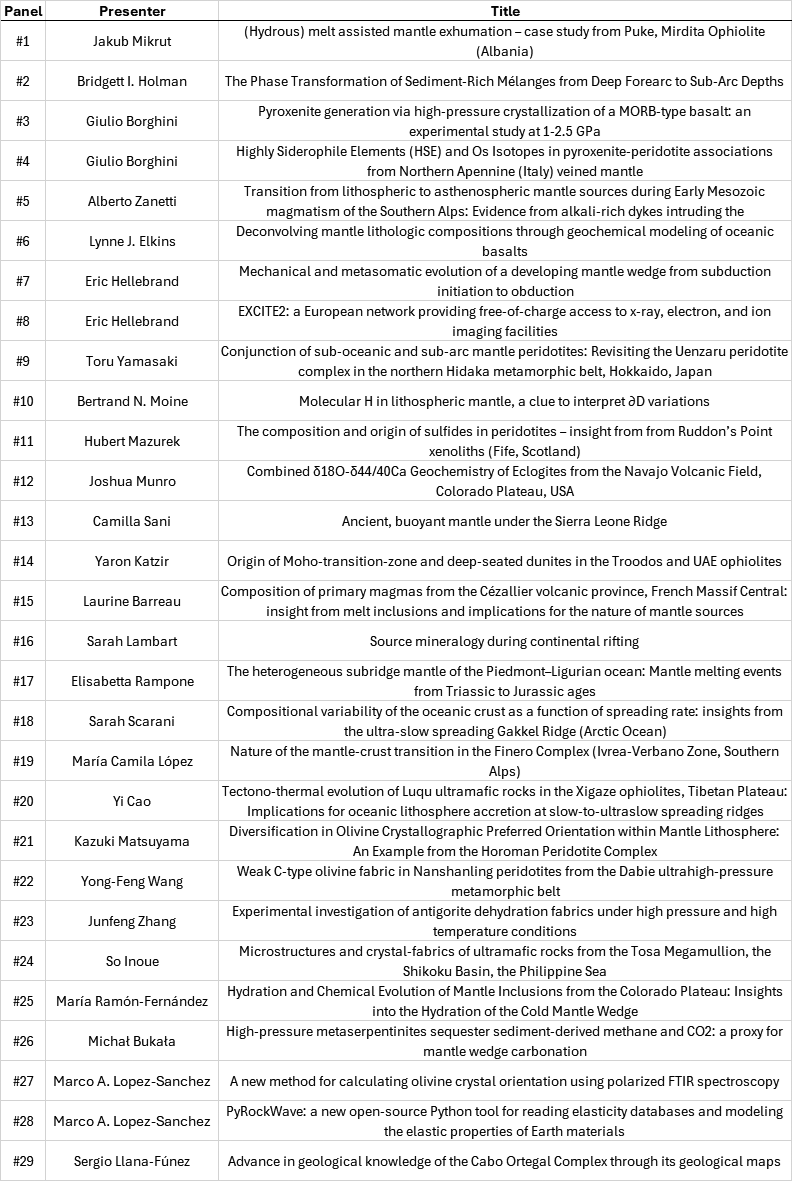 Panel Presenter Title
#1 Jakub Mikrut (Hydrous) melt assisted mantle exhumation – case study from Puke, Mirdita Ophiolite
(Albania)
#2 Bridgett I. Holman The Phase Transformation of Sediment-Rich Mélanges from Deep Forearc to Sub-Arc Depths
#3 Giulio Borghini Pyroxenite generation via high-pressure crystallization of a MORB-type basalt: an
experimental study at 1-2.5 GPa
#4 Giulio Borghini Highly Siderophile Elements (HSE) and Os Isotopes in pyroxenite-peridotite associations
from Northern Apennine (Italy) veined mantle
#5 Alberto Zanetti Transition from lithospheric to asthenospheric mantle sources during Early Mesozoic
magmatism of the Southern Alps: Evidence from alkali-rich dykes intruding the
#6 Lynne J. Elkins Deconvolving mantle lithologic compositions through geochemical modeling of oceanic
basalts
#7 Eric Hellebrand Mechanical and metasomatic evolution of a developing mantle wedge from subduction
initiation to obduction
#8 Eric Hellebrand EXCITE2: a European network providing free-of-charge access to x-ray, electron, and ion
imaging facilities
#9 Toru Yamasaki Conjunction of sub-oceanic and sub-arc mantle peridotites: Revisiting the Uenzaru peridotite
complex in the northern Hidaka metamorphic belt, Hokkaido, Japan
#10 Bertrand N. Moine Molecular H in lithospheric mantle, a clue to interpret ∂D variations
#11 Hubert Mazurek The composition and origin of sulfides in peridotites – insight from from Ruddon’s Point
xenoliths (Fife, Scotland)
#12 Joshua Munro Combined δ18O-δ44/40Ca Geochemistry of Eclogites from the Navajo Volcanic Field,
Colorado Plateau, USA
#13 Camilla Sani Ancient, buoyant mantle under the Sierra Leone Ridge
#14 Yaron Katzir Origin of Moho-transition-zone and deep-seated dunites in the Troodos and UAE ophiolites
#15 Laurine Barreau Composition of primary magmas from the Cézallier volcanic province, French Massif Central:
insight from melt inclusions and implications for the nature of mantle sources
#16 Sarah Lambart Source mineralogy during continental rifting
#17 Elisabetta Rampone The heterogeneous subridge mantle of the Piedmont–Ligurian ocean: Mantle melting events
from Triassic to Jurassic ages
#18 Sarah Scarani Compositional variability of the oceanic crust as a function of spreading rate: insights from
the ultra-slow spreading Gakkel Ridge (Arctic Ocean)
#19 María Camila López Nature of the mantle-crust transition in the Finero Complex (Ivrea-Verbano Zone, Southern
Alps)
#20 Yi Cao Tectono-thermal evolution of Luqu ultramafic rocks in the Xigaze ophiolites, Tibetan Plateau:
Implications for oceanic lithosphere accretion at slow-to-ultraslow spreading ridges
#21 Kazuki Matsuyama Diversification in Olivine Crystallographic Preferred Orientation within Mantle Lithosphere:
An Example from the Horoman Peridotite Complex
#22 Yong-Feng Wang Weak C-type olivine fabric in Nanshanling peridotites from the Dabie ultrahigh-pressure
metamorphic belt
#23 Junfeng Zhang Experimental investigation of antigorite dehydration fabrics under high pressure and high
temperature conditions
#24 So Inoue Microstructures and crystal-fabrics of ultramafic rocks from the Tosa Megamullion, the
Shikoku Basin, the Philippine Sea
#25 María Ramón-Fernández Hydration and Chemical Evolution of Mantle Inclusions from the Colorado Plateau: Insights
into the Hydration of the Cold Mantle Wedge
#26 Michał Bukała High-pressure metaserpentinites sequester sediment-derived methane and CO2: a proxy for
mantle wedge carbonation
#27 Marco A. Lopez-Sanchez A new method for calculating olivine crystal orientation using polarized FTIR spectroscopy
#28 Marco A. Lopez-Sanchez PyRockWave: a new open-source Python tool for reading elasticity databases and modeling
the elastic properties of Earth materials
#29 Sergio Llana-Fúnez Advance in geological knowledge of the Cabo Ortegal Complex through its geological maps